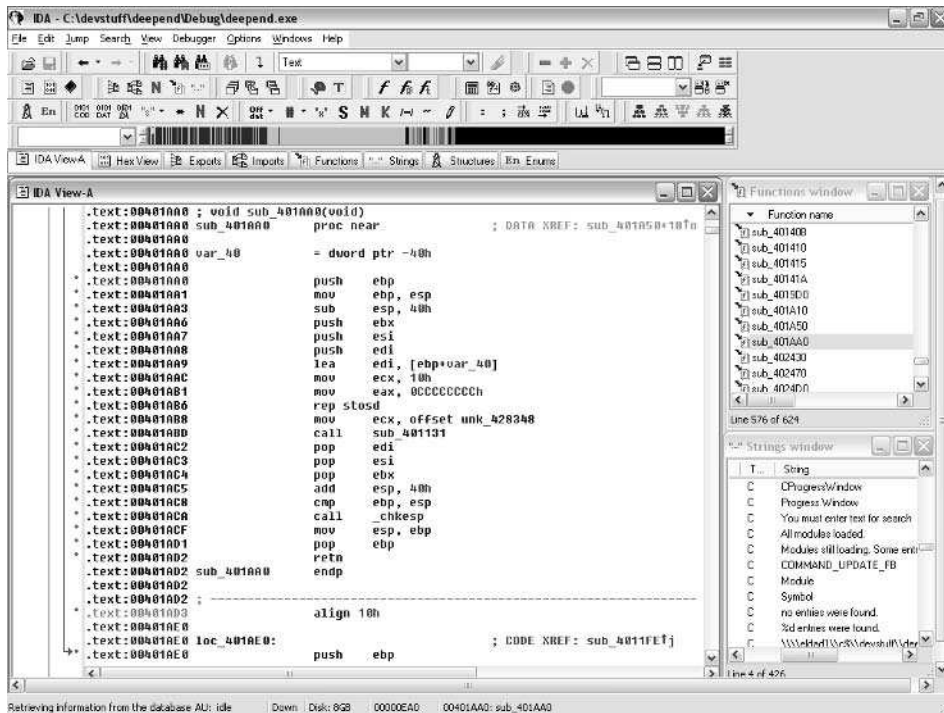 IDA - C:\devstuff\deepend\Debug\deepend.exe
File Edit Jump Search View Debugger Options Windows Help
Text
En
IDA View-A Hex View Exports Imports Functions Strings Structures En Enums
IDA View-A
.text:00401AA0 ; void sub_401AA0(void)
.text:00401AA0 sub_401AA0 proc near ; DATA XREF: sub_401A50+18↑o
.text:00401AA0
.text:00401AA0 var_40 = dword ptr -40h
.text:00401AA0
.text:00401AA0 push ebp
.text:00401AA1 mov ebp, esp
.text:00401AA3 sub esp, 40h
.text:00401AA6 push ebx
.text:00401AA7 push esi
.text:00401AA8 push edi
.text:00401AA9 lea edi, [ebp+var_40]
.text:00401AAC mov ecx, 10h
.text:00401AB1 mov eax, 0CCCCCCCCh
.text:00401AB6 rep stosd
.text:00401AB8 mov ecx, offset unk_428348
.text:00401ABD call sub_401131
.text:00401AC2 pop edi
.text:00401AC3 pop esi
.text:00401AC4 pop ebx
.text:00401AC5 add esp, 40h
.text:00401AC8 cmp ebp, esp
.text:00401ACA call _chkesp
.text:00401ACF mov esp, ebp
.text:00401AD1 pop ebp
.text:00401AD2 retn
.text:00401AD2 sub_401AA0 endp
.text:00401AD2
.text:00401AD2 ; ---------------------------------------------------------------------------
.text:00401AD3 align 10h
.text:00401AE0
.text:00401AE0 loc_401AE0: ; CODE XREF: sub_4011FE↑j
.text:00401AE0 push ebp
Functions window
Function name
sub_401408
sub_401410
sub_401415
sub_40141A
sub_4019D0
sub_401A10
sub_401A50
sub_401AA0
sub_402430
sub_402470
sub_4024D0
Line 576 of 624
Strings window
T... String
C CProgressWindow
C Progress Window
C You must enter text for search
C All modules loaded.
C Modules still loading. Some entr
C COMMAND_UPDATE_FB
C Module
C Symbol
C no entries were found.
C %d entries were found.
Line 4 of 426
Retrieving information from the database AU: idle Down Disk: 8GB 00000EA0 00401AA0: sub_401AA0